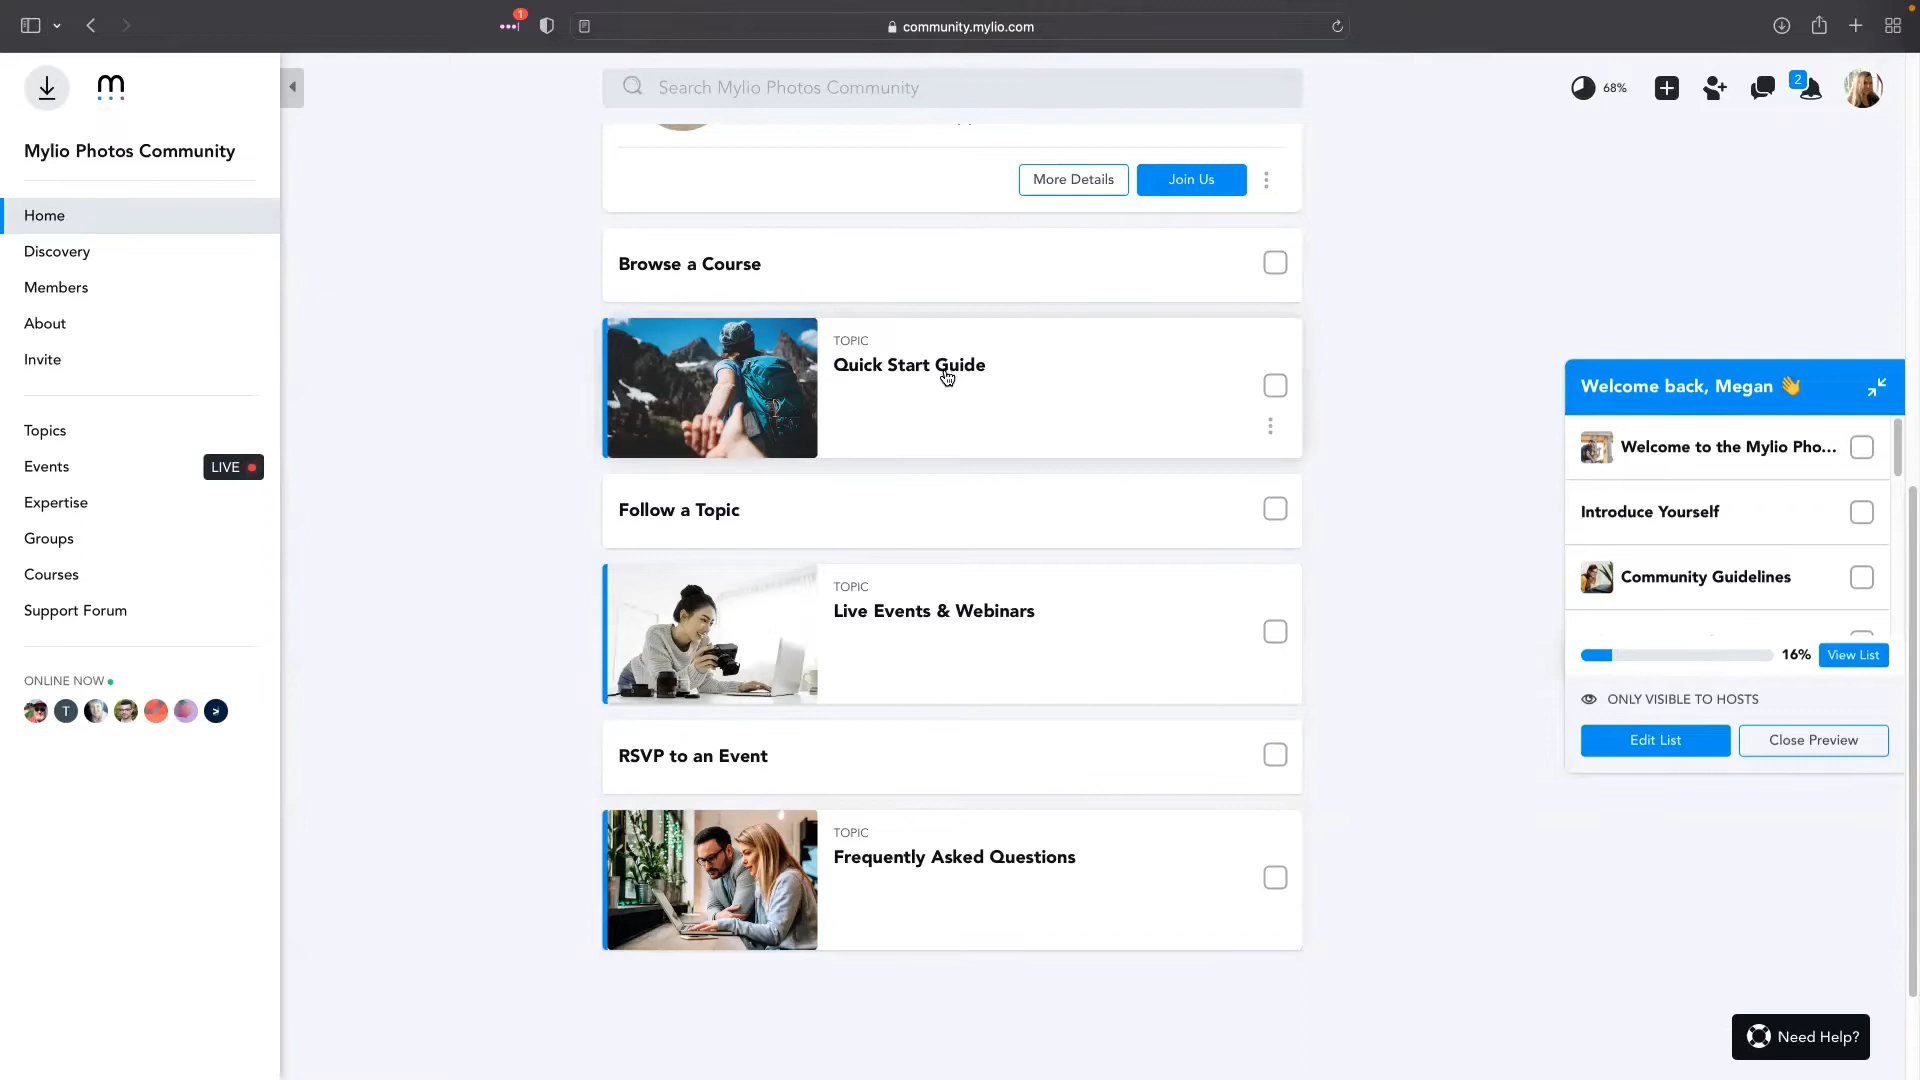 1
community.mylio.com
m
Search Mylio Photos Community
68%
2
Mylio Photos Community
More Details
Join Us
Home
Discovery
Members
About
Invite
Topics
Events
LIVE
Expertise
Groups
Courses
Support Forum
ONLINE NOW
T
Browse a Course
TOPIC
Quick Start Guide
Follow a Topic
TOPIC
Live Events & Webinars
RSVP to an Event
TOPIC
Frequently Asked Questions
Welcome back, Megan 👋
Welcome to the Mylio Pho...
Introduce Yourself
Community Guidelines
16%
View List
ONLY VISIBLE TO HOSTS
Edit List
Close Preview
Need Help?